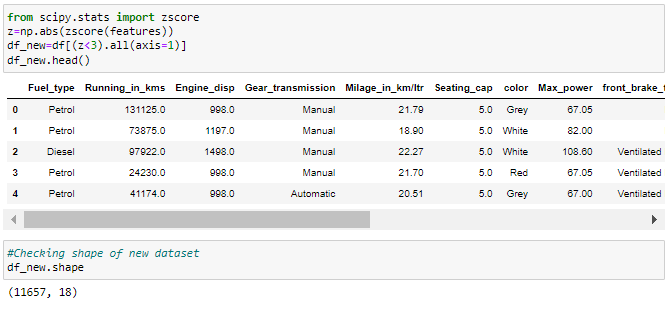 from scipy.stats import zscore
z=np.abs(zscore(features))
df_new=df[(z<3).all(axis=1)]
df_new.head()
Fuel_type Running_in_kms Engine_disp Gear_transmission Milage_in_km/ltr Seating_cap color Max_power front_brake_t
0 Petrol 131125.0 998.0 Manual 21.79 5.0 Grey 67.05
1 Petrol 73875.0 1197.0 Manual 18.90 5.0 White 82.00
2 Diesel 97922.0 1498.0 Manual 22.27 5.0 White 108.60 Ventilated
3 Petrol 24230.0 998.0 Manual 21.70 5.0 Red 67.05 Ventilated
4 Petrol 41174.0 998.0 Automatic 20.51 5.0 Grey 67.00 Ventilated
#Checking shape of new dataset
df_new.shape
(11657, 18)